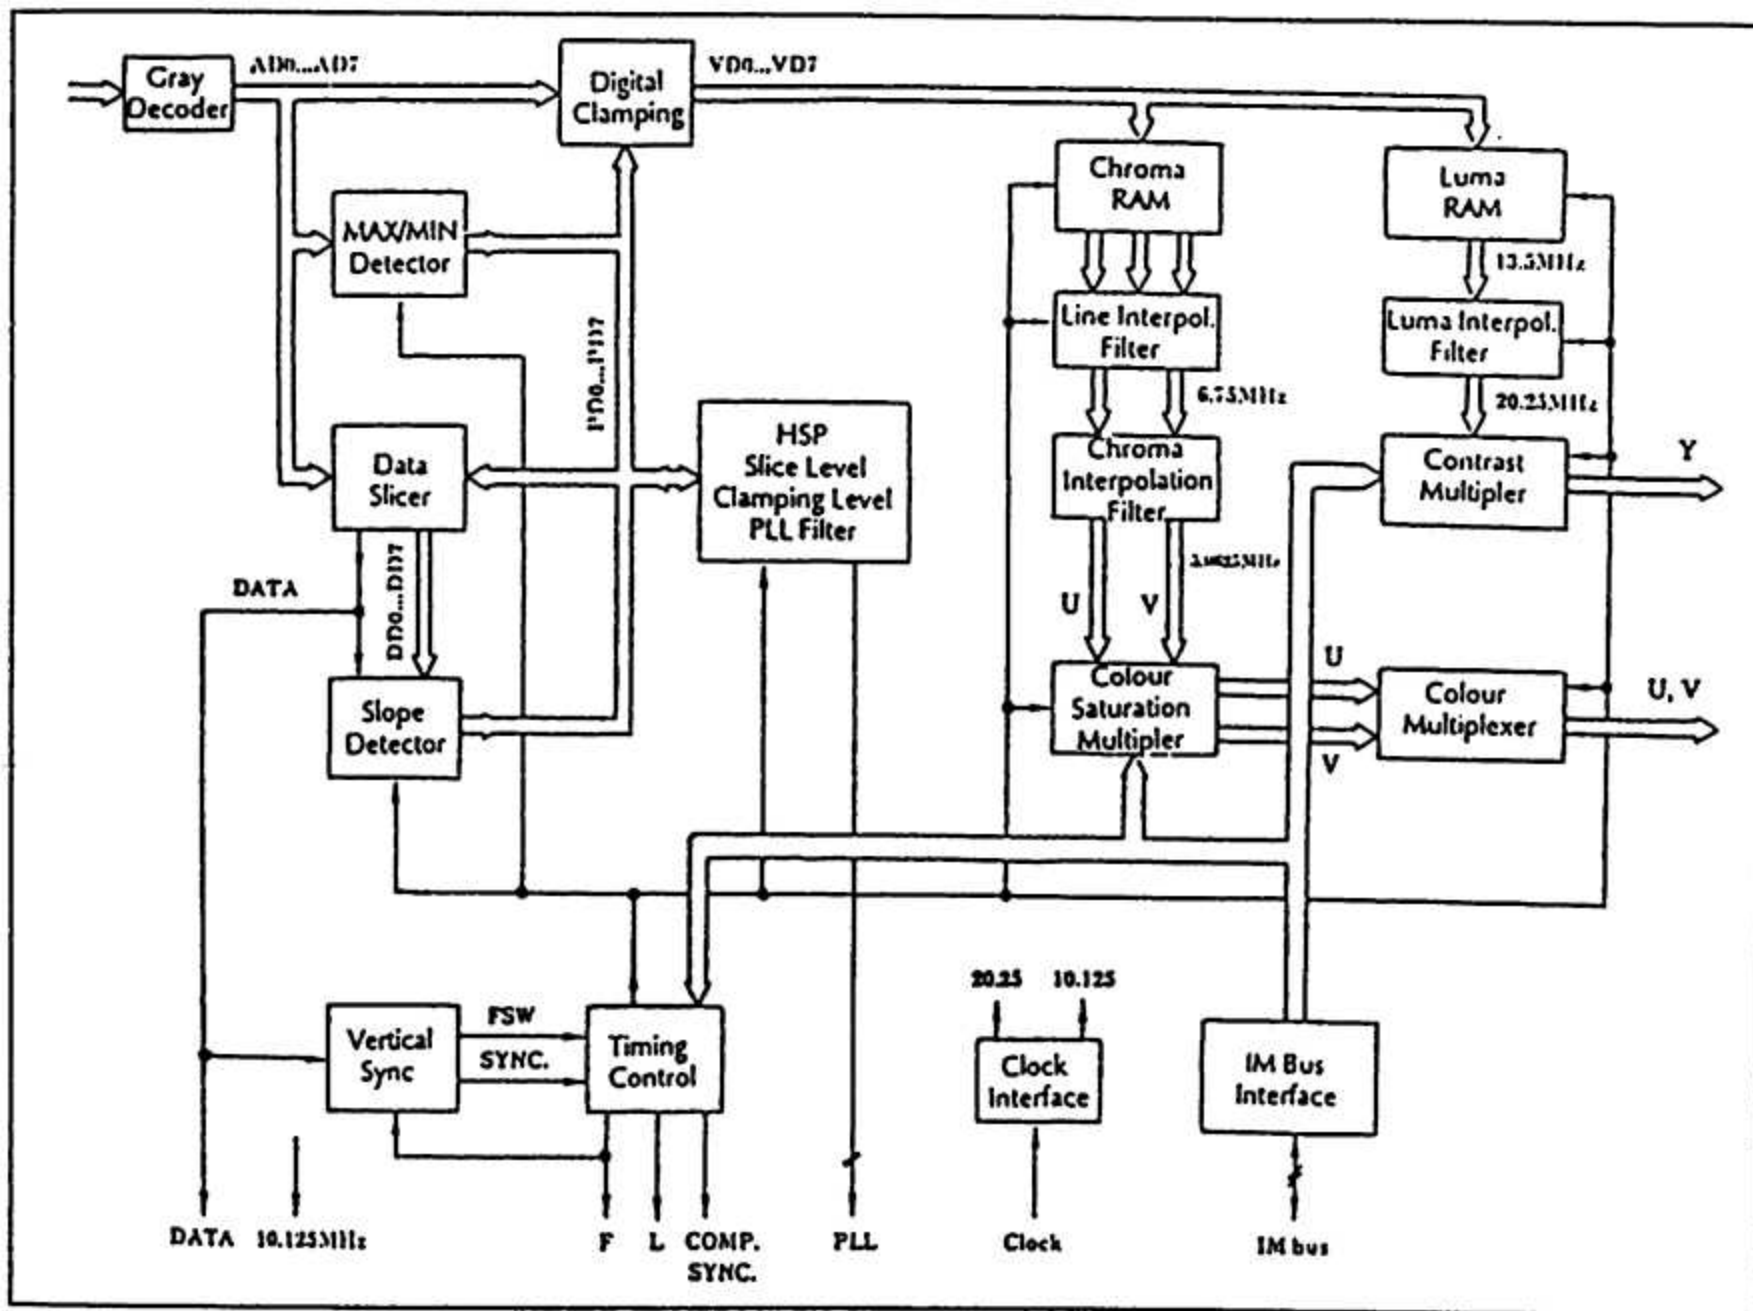 Gray
Decoder
AD0...AD7
Digital
Clamping
VD0...VD7
Chroma
RAM
Luma
RAM
MAX/MIN
Detector
13.5MHz
PD0...PD7
Line Interpol.
Filter
Luma Interpol.
Filter
6.75MHz
20.25MHz
HSP
Slice Level
Clamping Level
PLL Filter
Data
Slicer
Chroma
Interpolation
Filter
Contrast
Multipler
Y
DATA
DD0...DD7
U
V
Slope
Detector
Colour
Saturation
Multipler
U
V
Colour
Multiplexer
U, V
20.25
10.125
Vertical
Sync
FSW
SYNC.
Timing
Control
Clock
Interface
IM Bus
Interface
DATA
10.125MHz
F
L
COMP.
SYNC.
PLL
Clock
IM bus